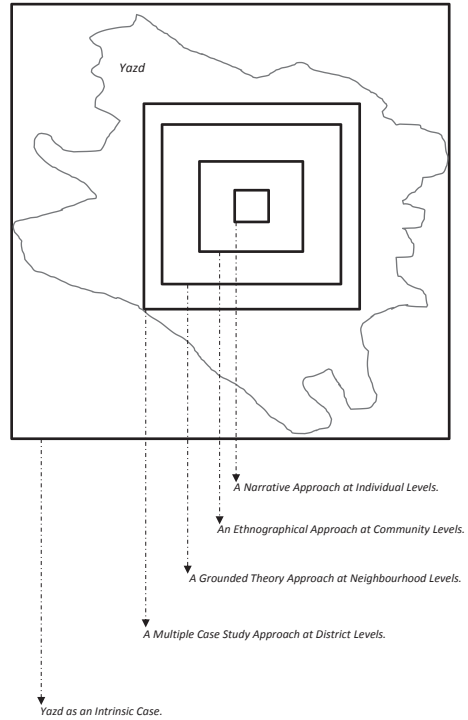 Yazd
A Narrative Approach at Individual Levels.
An Ethnographical Approach at Community Levels.
A Grounded Theory Approach at Neighbourhood Levels.
A Multiple Case Study Approach at District Levels.
Yazd as an Intrinsic Case.